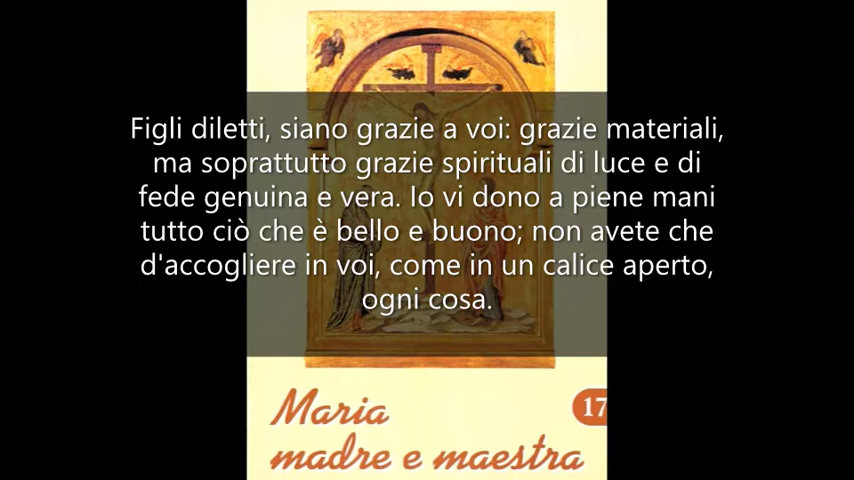 Figli diletti, siano grazie a voi: grazie materiali,
ma soprattutto grazie spirituali di luce e di
fede genuina e vera. Io vi dono a piene mani
tutto ciò che è bello e buono; non avete che
d'accogliere in voi, come in un calice aperto,
ogni cosa.
Maria
17
madre e maestra